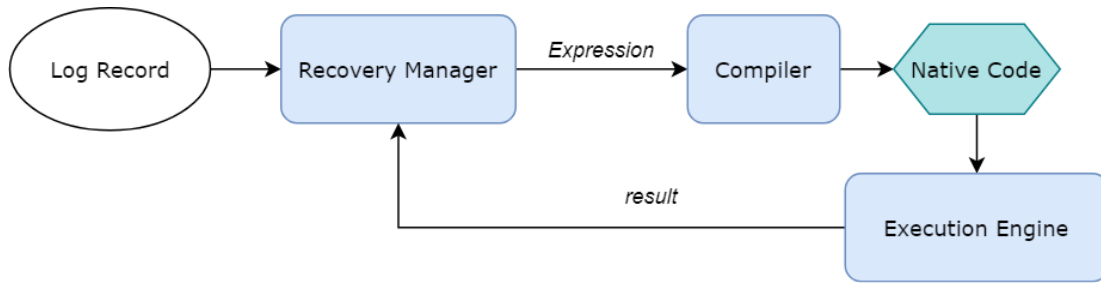 Log Record
Recovery Manager
Expression
Compiler
Native Code
result
Execution Engine